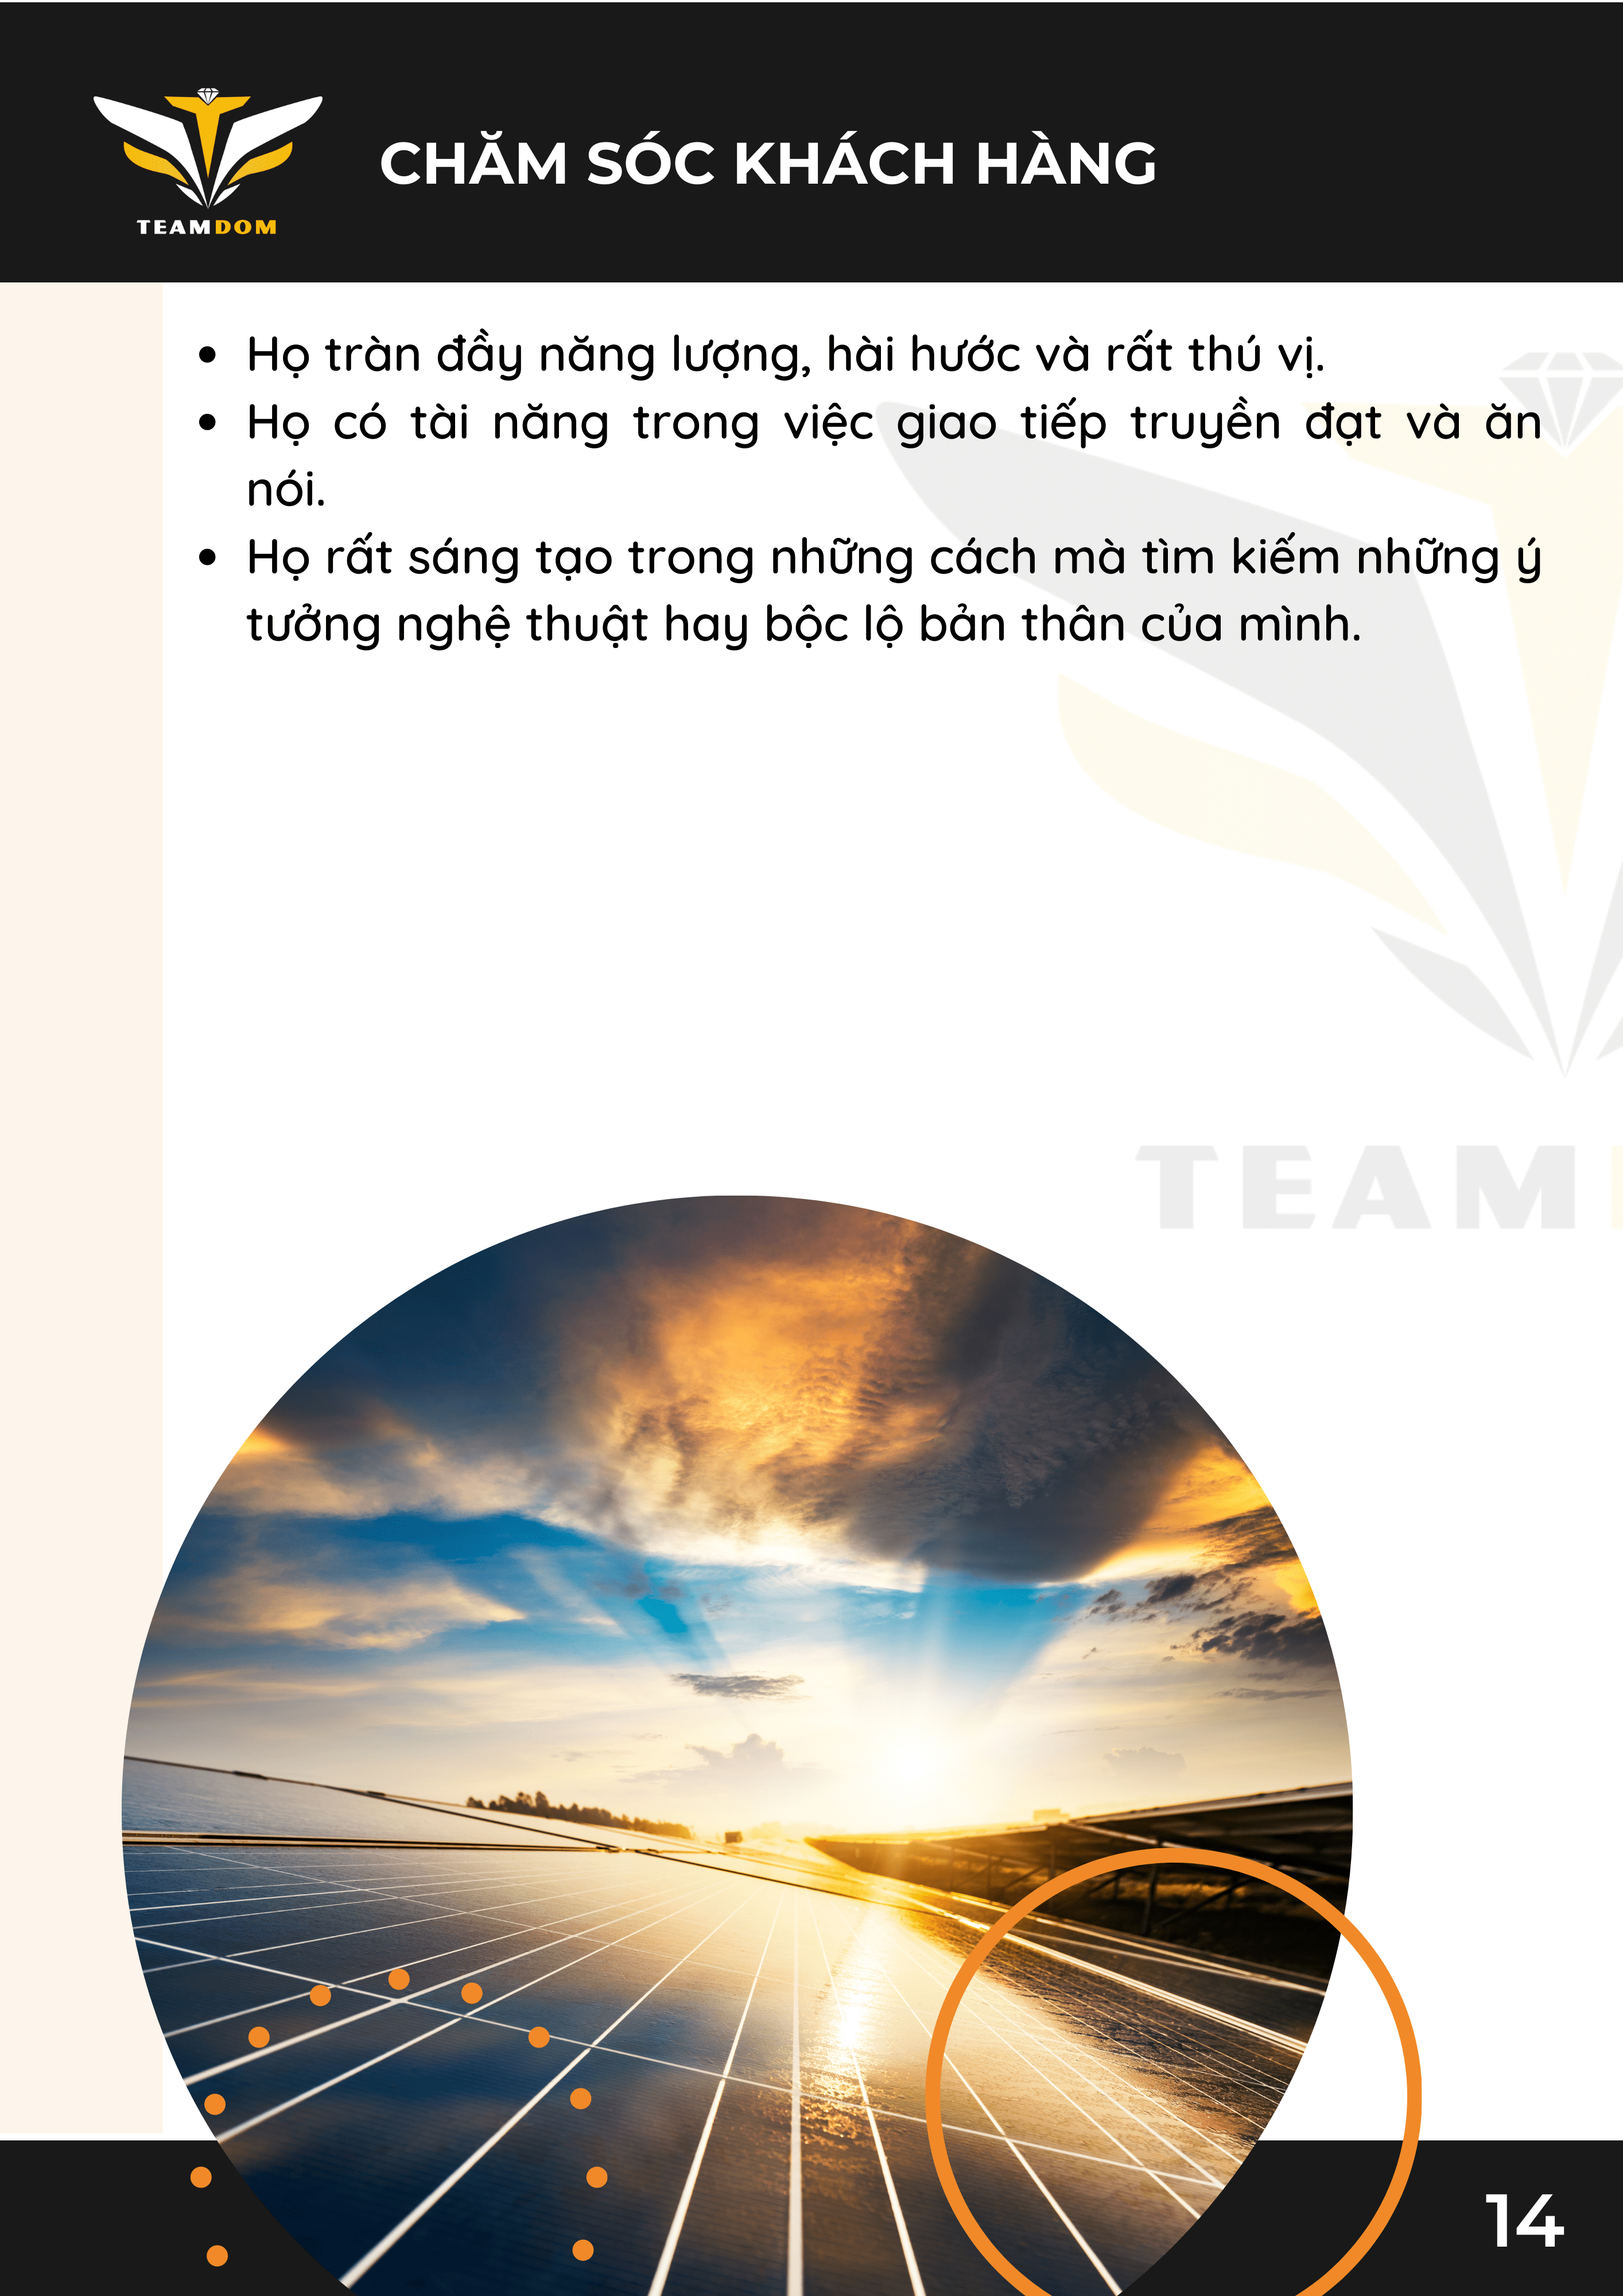 TEAMDOM
CHĂM SÓC KHÁCH HÀNG
• Họ tràn đầy năng lượng, hài hước và rất thú vị.
• Họ có tài năng trong việc giao tiếp truyền đạt và ăn
nói.
• Họ rất sáng tạo trong những cách mà tìm kiếm những ý
tưởng nghệ thuật hay bộc lộ bản thân của mình.
TEAM
14